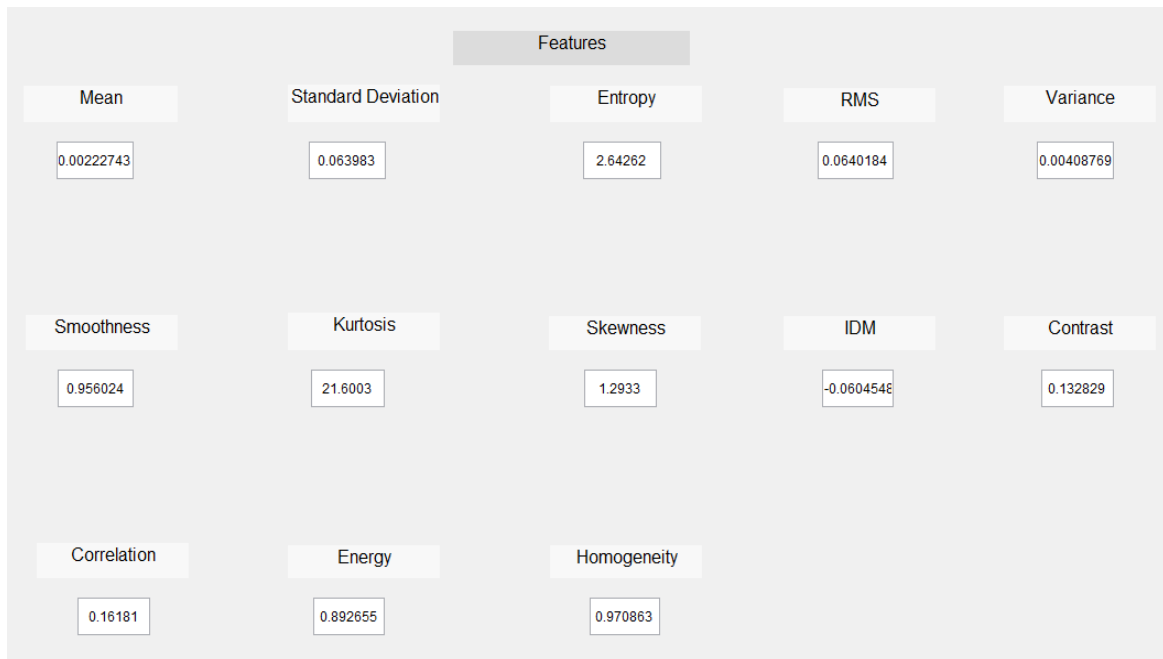 Features
Mean Standard Deviation Entropy RMS Variance
0.00222743 0.063983 2.64262 0.0640184 0.00408769
Smoothness Kurtosis Skewness IDM Contrast
0.956024 21.6003 1.2933 -0.0604548 0.132829
Correlation Energy Homogeneity
0.16181 0.892655 0.970863